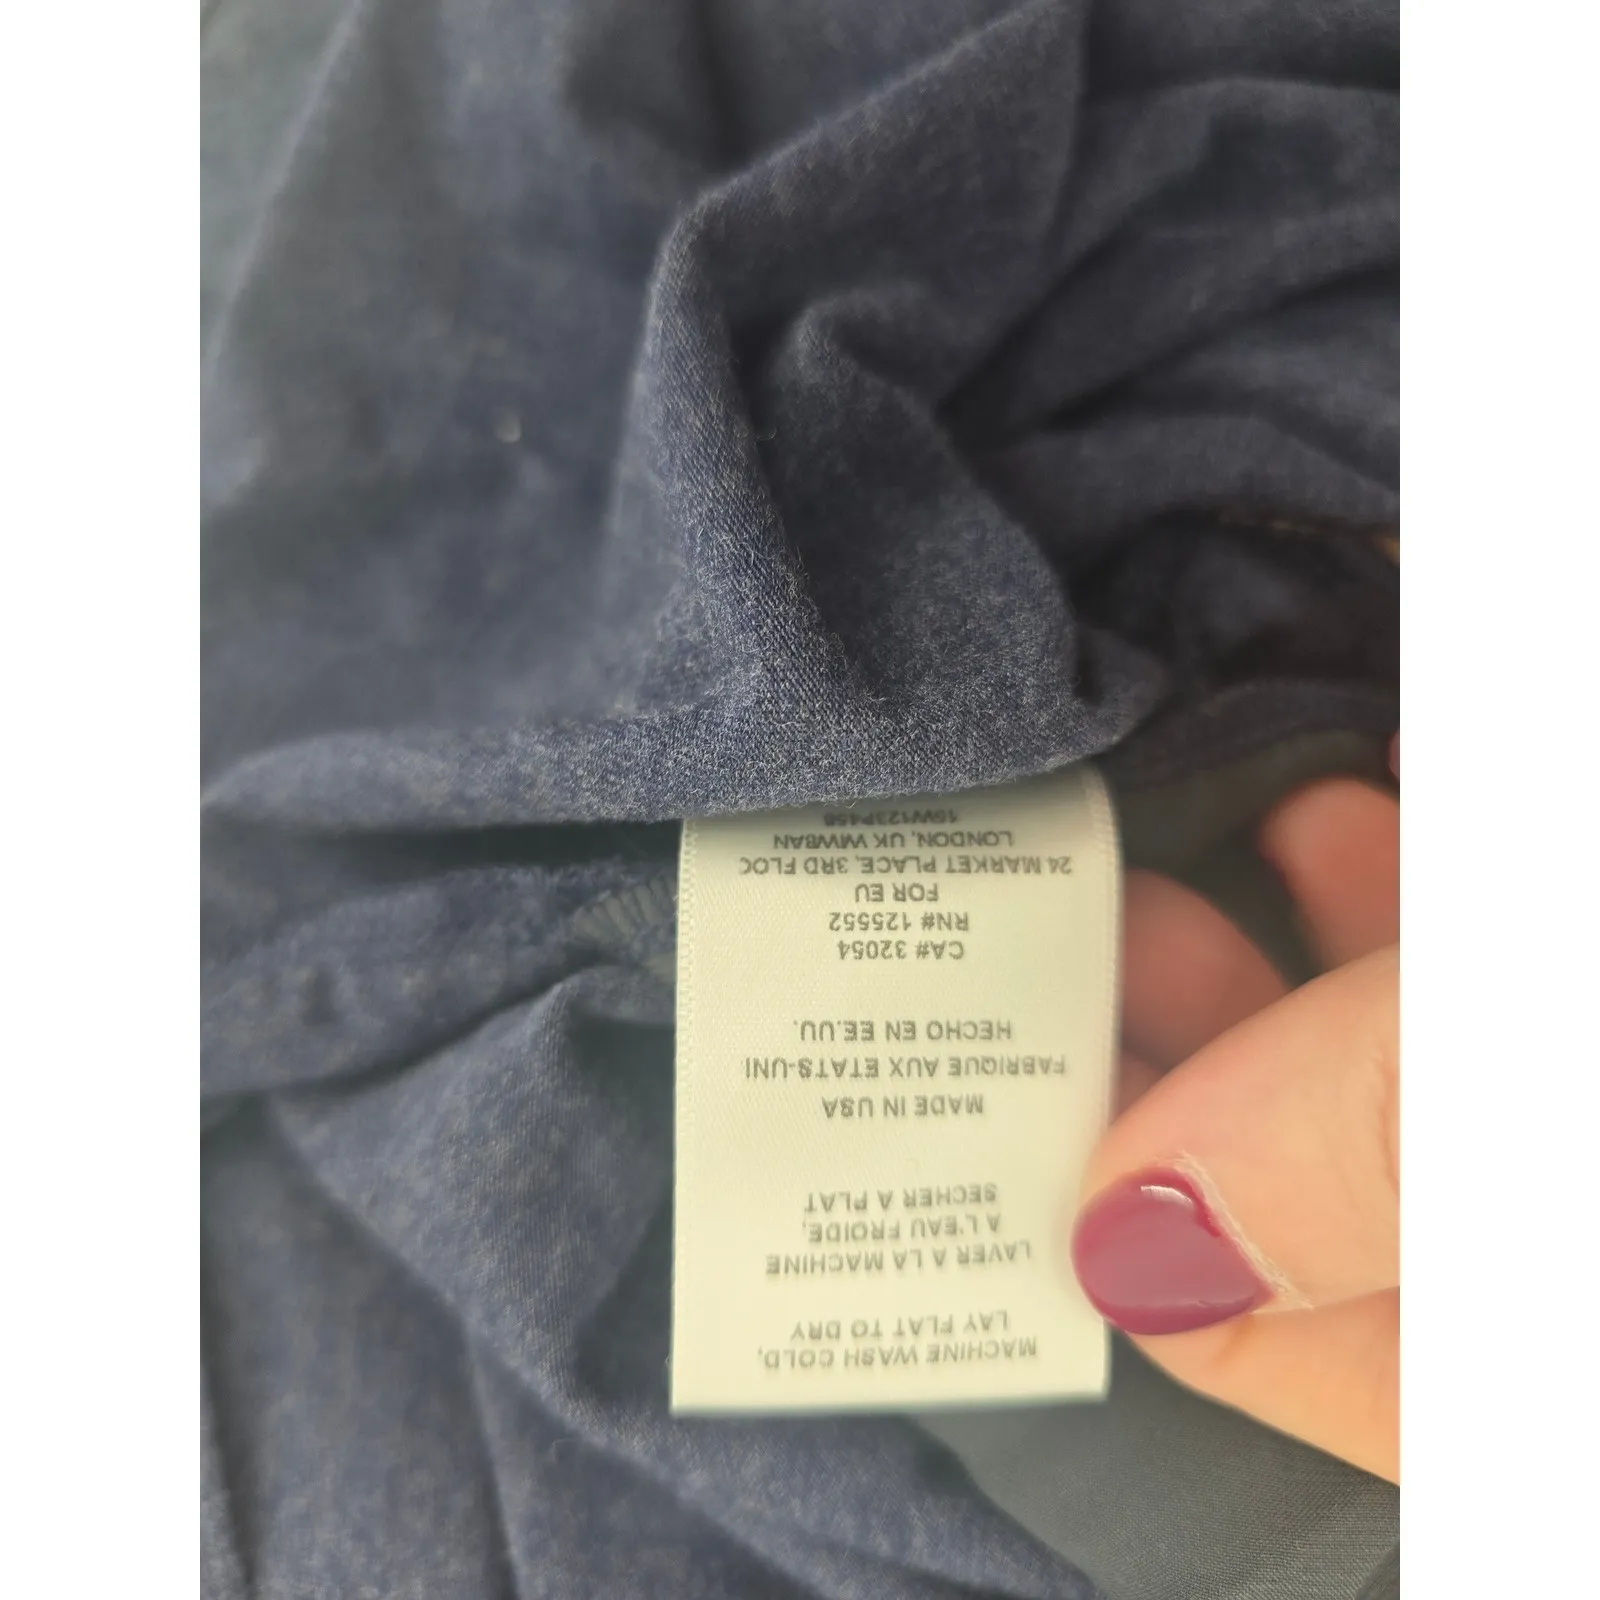 MACHINE WASH COLD,
LAY FLAT TO DRY
LAVER A LA MACHINE
A L'EAU FROIDE,
SECHER A PLAT
MADE IN USA
FABRIQUE AUX ETATS-UNI
HECHO EN EE.UU.
CA# 32054
RN# 125552
FOR EU
24 MARKET PLACE, 3RD FLOC
LONDON, UK W1W8AN